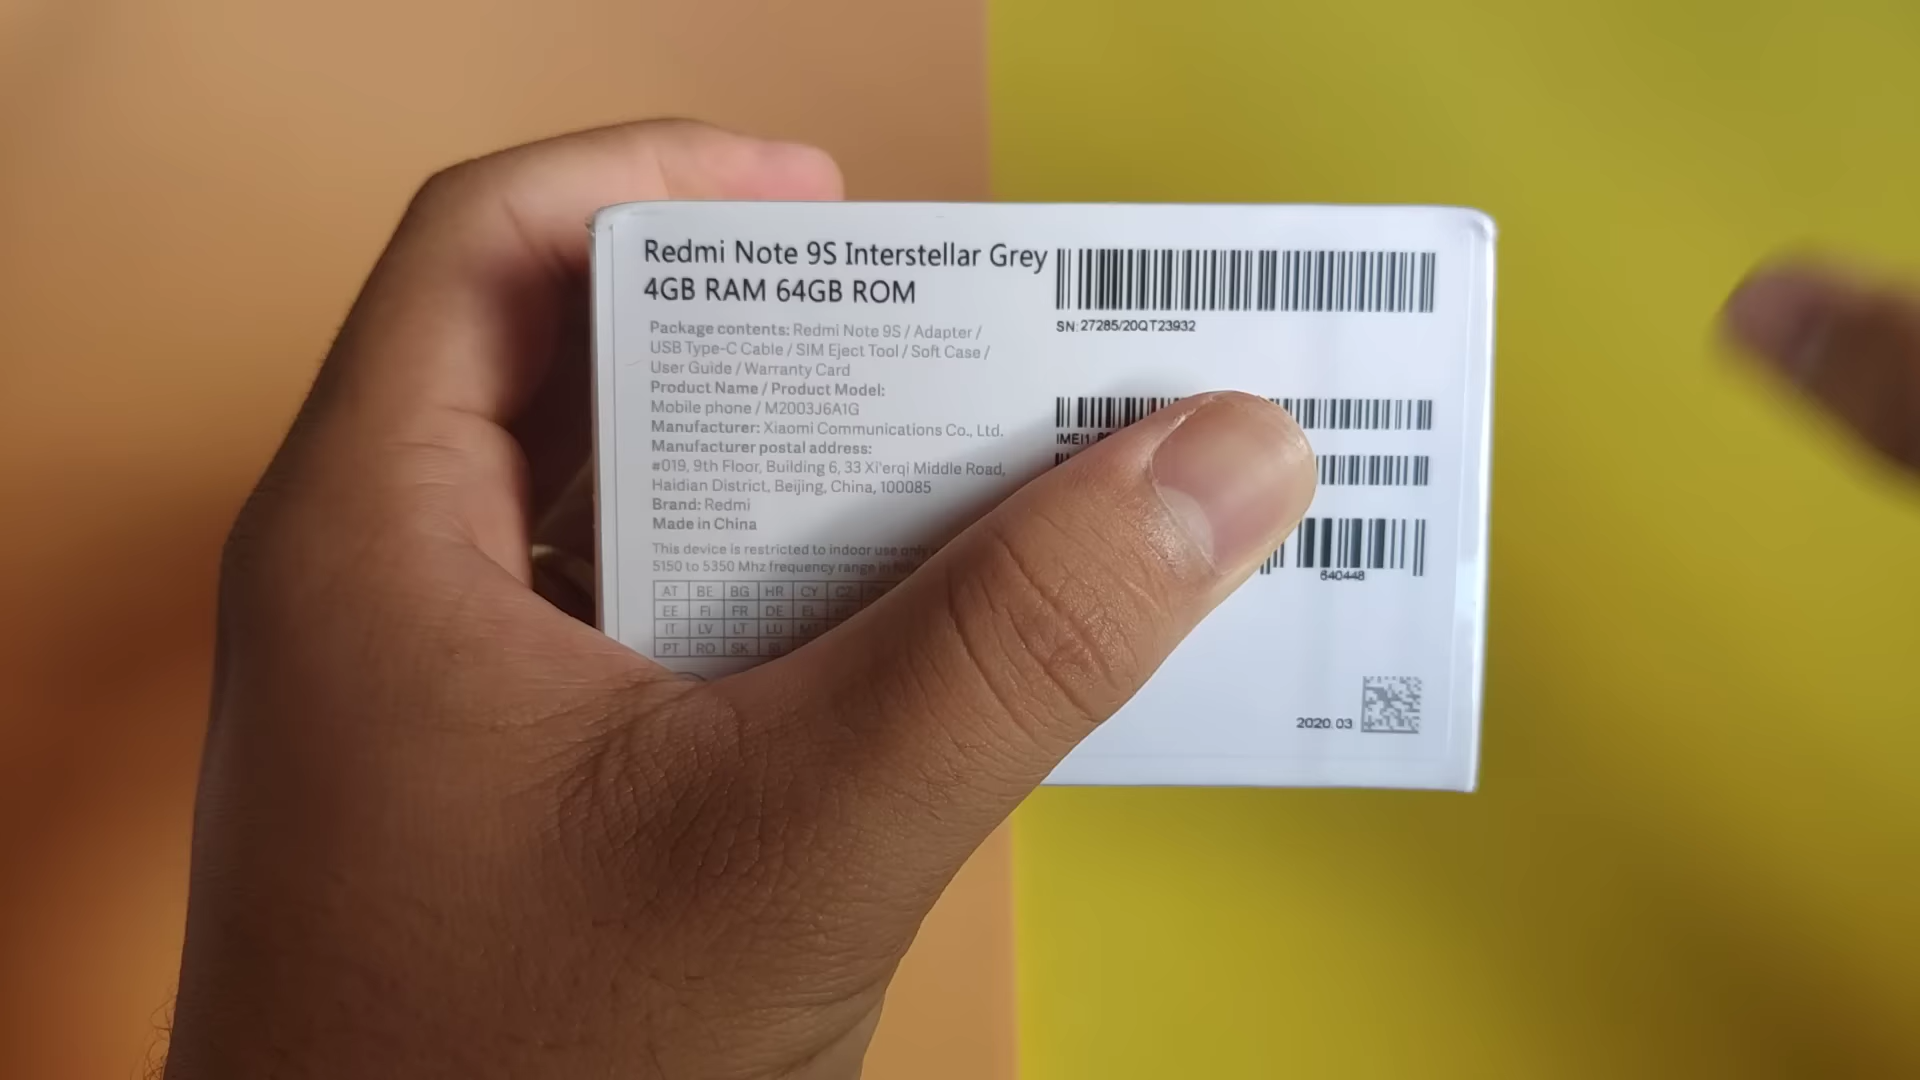 Redmi Note 9S Interstellar Grey
4GB RAM 64GB ROM
Package contents: Redmi Note 9S / Adapter /
USB Type-C Cable / SIM Eject Tool / Soft Case /
User Guide / Warranty Card
Product Name / Product Model:
Mobile phone / M2003J6A1G
Manufacturer: Xiaomi Communications Co., Ltd.
Manufacturer postal address:
#019, 9th Floor, Building 6, 33 Xi'erqi Middle Road,
Haidian District, Beijing, China, 100085
Brand: Redmi
Made in China
This device is restricted to indoor use only
5150 to 5350 Mhz frequency range in
AT BE BG HR CY CZ
EE FI FR DE EL
IT LV LT LU MT
PT RO SK SI
SN: 27285/20QT23932
IMEI1:
640448
2020.03